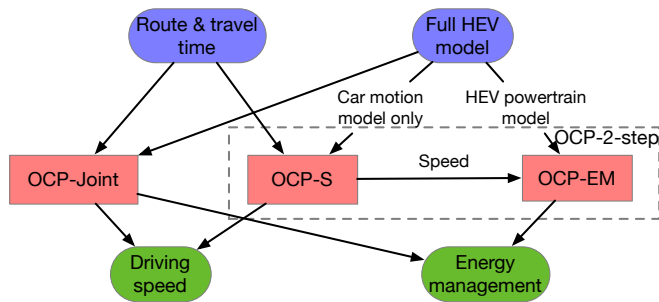 Route & travel
time
Full HEV
model
Car motion
model only
HEV powertrain
model
OCP-2-step
OCP-Joint
OCP-S
Speed
OCP-EM
Driving
speed
Energy
management